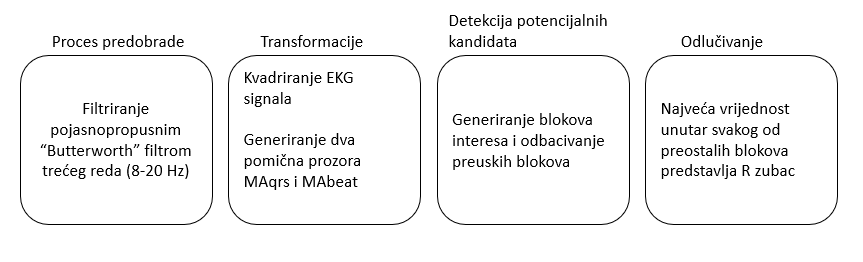 Proces predobrade
Filtriranje
pojasnopropusnim
“Butterworth” filtrom
trećeg reda (8-20 Hz)
Transformacije
Kvadriranje EKG
signala
Generiranje dva
pomična prozora
MAqrs i MAbeat
Detekcija potencijalnih
kandidata
Generiranje blokova
interesa i odbacivanje
preuskih blokova
Odlučivanje
Najveća vrijednost
unutar svakog od
preostalih blokova
predstavlja R zubac